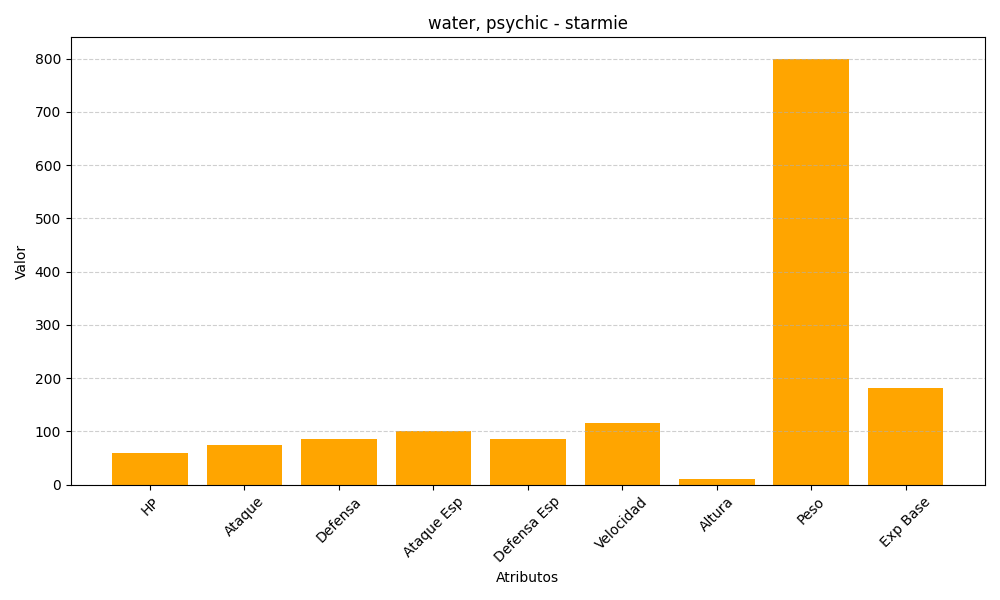 water, psychic - starmie
Valor
800
700
600
500
400
300
200
100
0
HP
Ataque
Defensa
Ataque Esp
Defensa Esp
Velocidad
Altura
Peso
Exp Base
Atributos